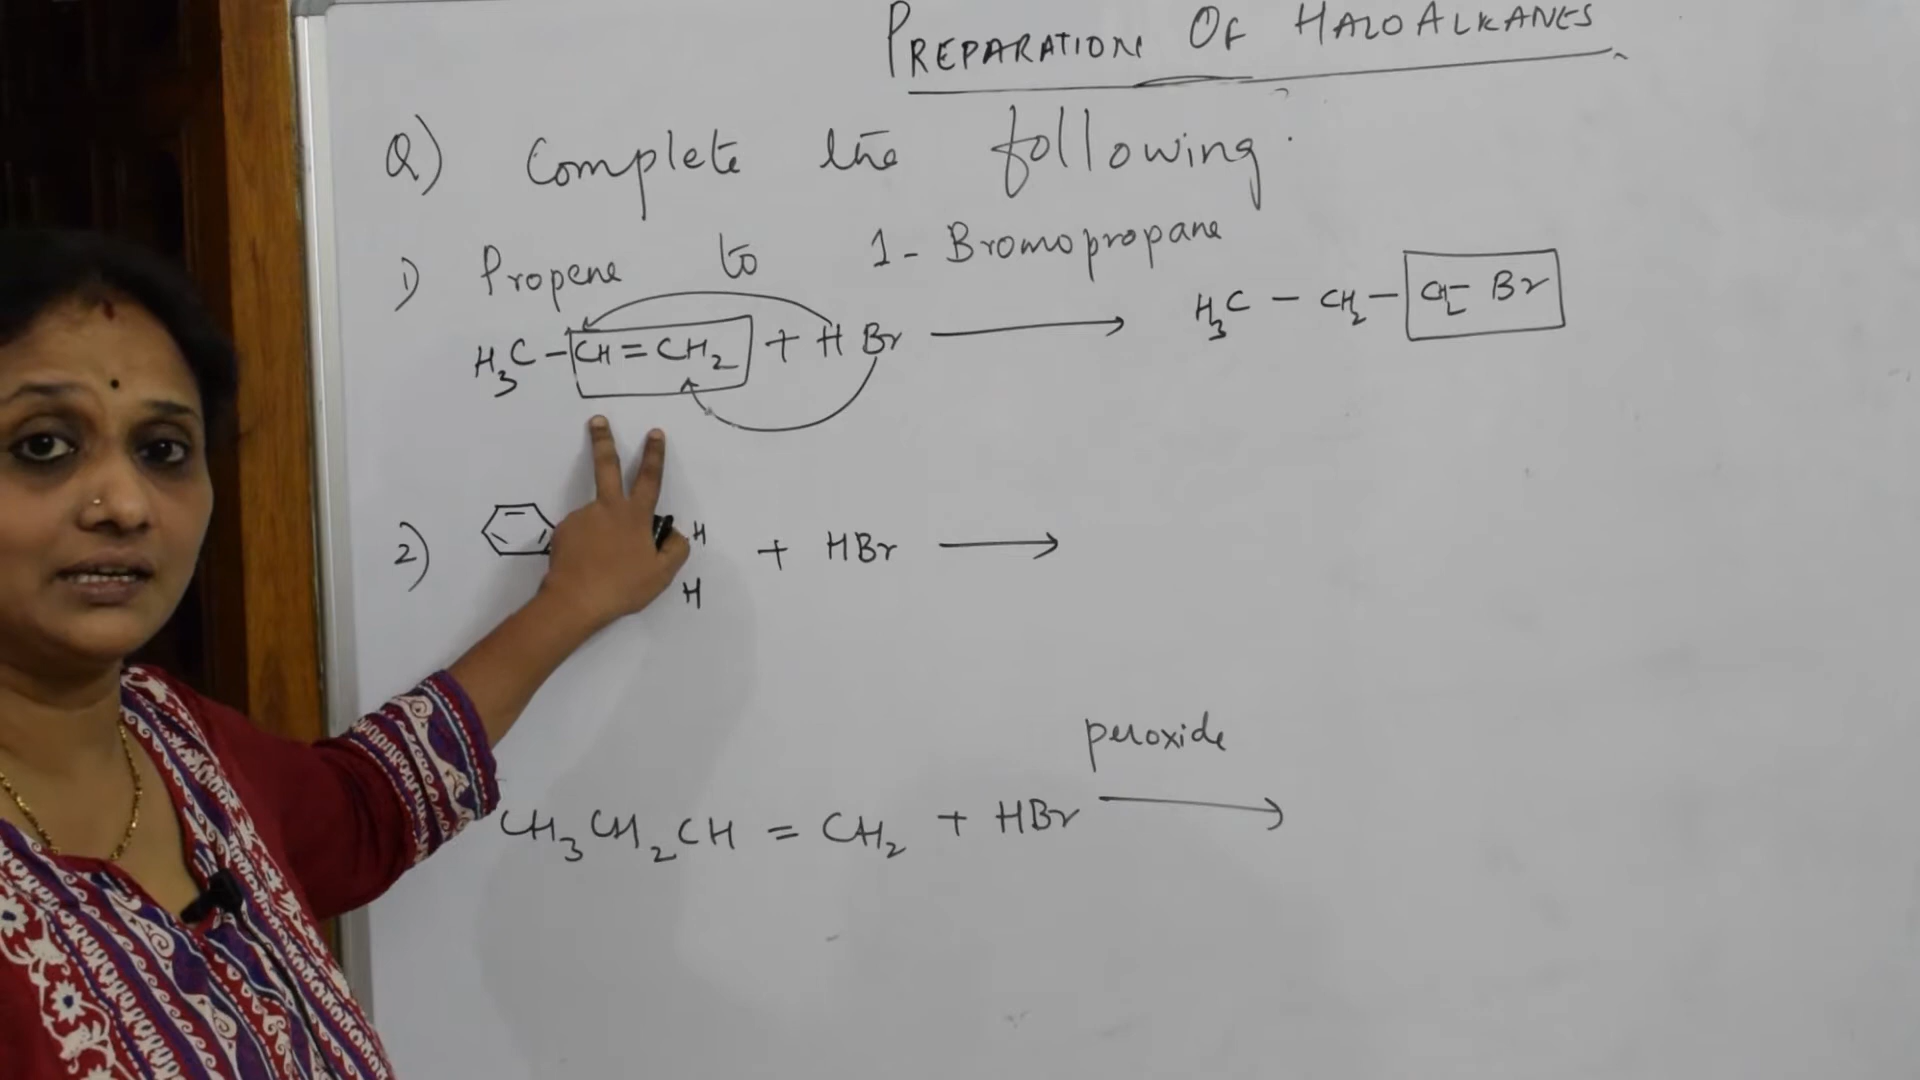 PREPARATION OF HALOALKANES
Q) Complete the following:
1) Propene to 1-Bromopropane
H3C-CH=CH2 + H Br ⟶ H3C-CH2-CH2-Br
2) H
+ HBr ⟶
H
peroxide
CH3CH2CH = CH2 + HBr ⟶